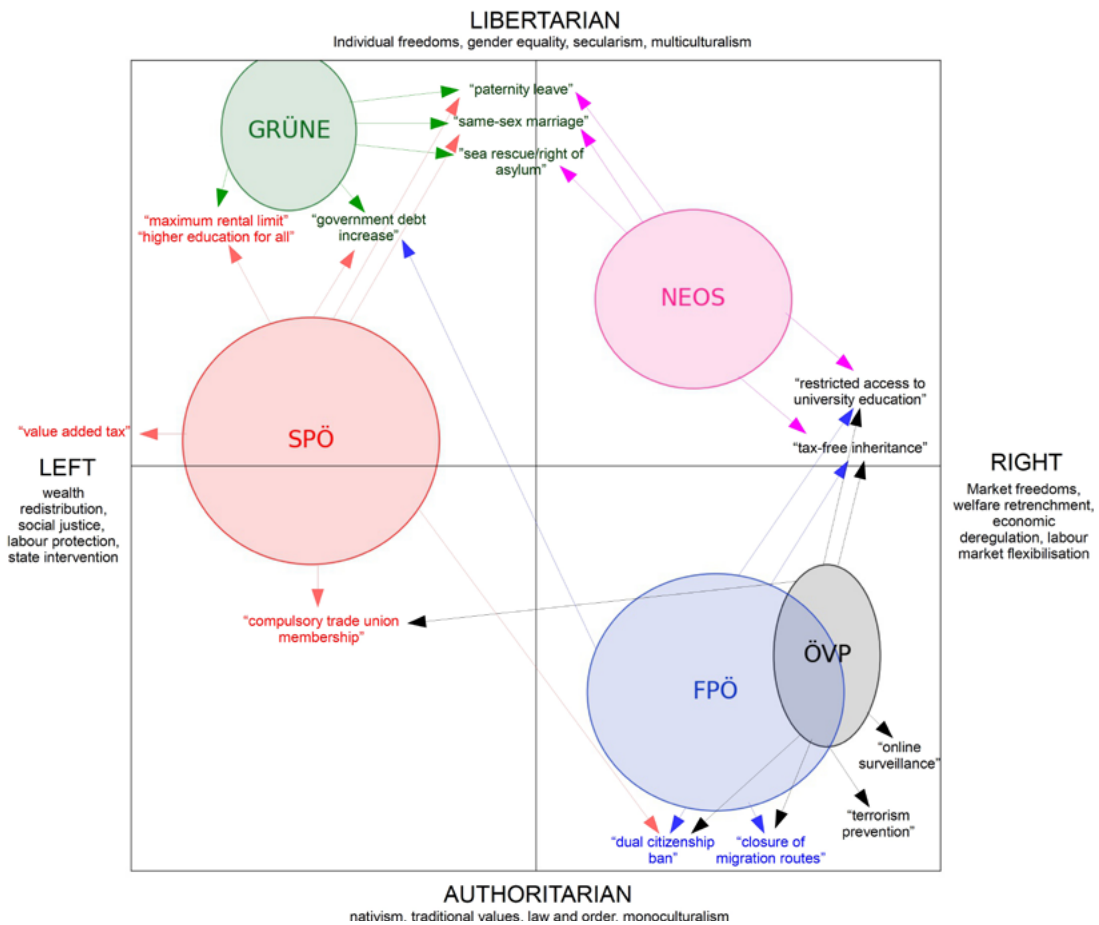 LIBERTARIAN
Individual freedoms, gender equality, secularism, multiculturalism
“paternity leave”
GRÜNE
“same-sex marriage”
“sea rescue/right of
asylum”
“maximum rental limit”
“higher education for all”
“government debt
increase”
NEOS
“restricted access to
university education”
“value added tax”
SPÖ
“tax-free inheritance”
LEFT
wealth
redistribution,
social justice,
labour protection,
state intervention
RIGHT
Market freedoms,
welfare retrenchment,
economic
deregulation, labour
market flexibilisation
“compulsory trade union
membership”
ÖVP
FPÖ
“online
surveillance”
“terrorism
prevention”
“dual citizenship
ban”
“closure of
migration routes”
AUTHORITARIAN
nativism, traditional values, law and order, monoculturalism